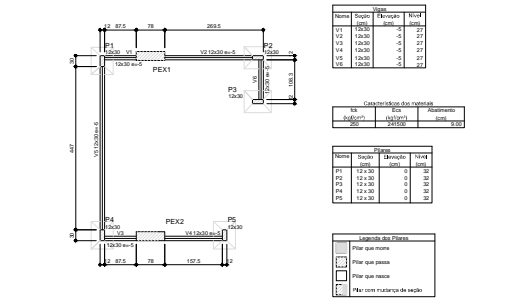 12 87.5 78 269.5
P1
12x30
V1
V2 12x30 e=-5
P2
12x30
12x30 e=-5
PEX1
30
V6
108.3
P3
12x30
12
447
V5 12x30 e=-5
P4
12x30
PEX2
P5
12x30
30
V3
V4 12x30 e=-5
12x30 e=-5
12 87.5 78 157.5 12
Vigas
Nome Seção Elevação Nível
(cm) (cm) (cm)
V1 12x30 -5 27
V2 12x30 -5 27
V3 12x30 -5 27
V4 12x30 -5 27
V5 12x30 -5 27
V6 12x30 -5 27
Características dos materiais
fck Ecs Abatimento
(kgf/cm²) (kgf/cm²) (cm)
250 241500 9.00
Pilares
Nome Seção Elevação Nível
(cm) (cm) (cm)
P1 12 x 30 0 32
P2 12 x 30 0 32
P3 12 x 30 0 32
P4 12 x 30 0 32
P5 12 x 30 0 32
Legenda dos Pilares
Pilar que morre
Pilar que passa
Pilar que nasce
Pilar com mudança de seção